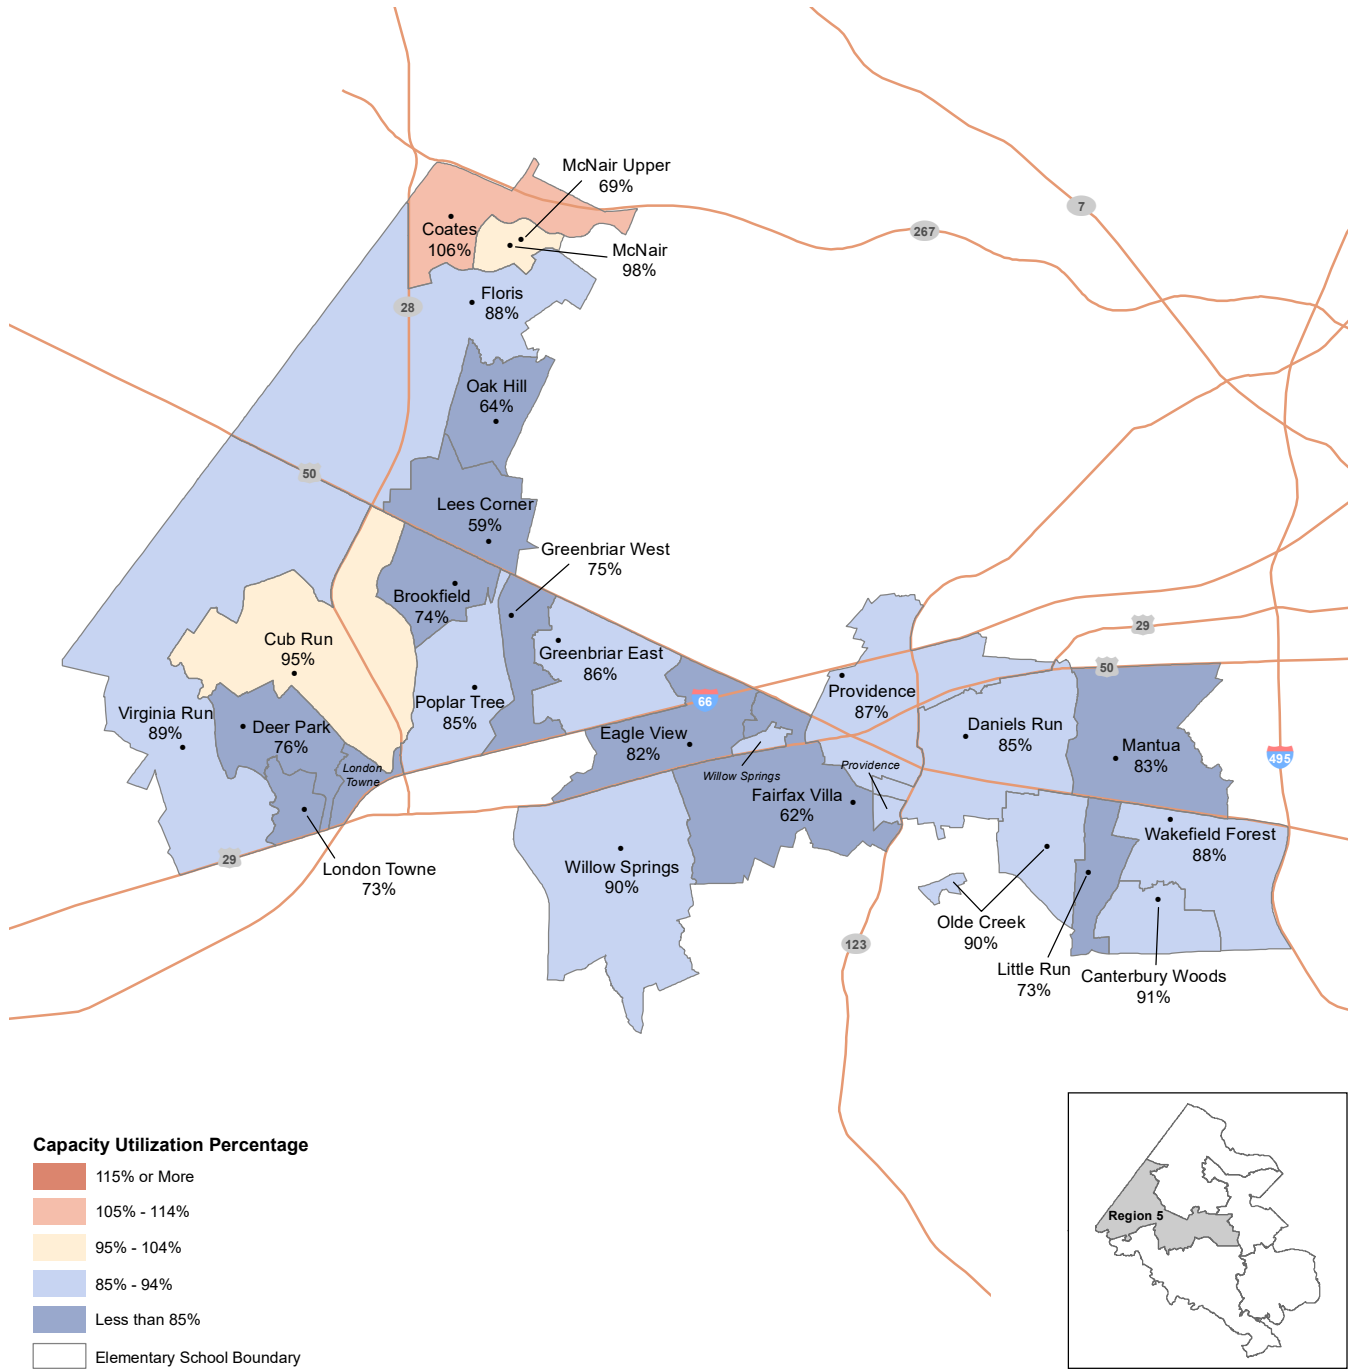 McNair Upper
69%
Coates
106%
McNair
98%
7
267
Floris
88%
28
Oak Hill
64%
50
Lees Corner
59%
Greenbriar West
75%
Brookfield
74%
Cub Run
95%
Greenbriar East
86%
29
50
Poplar Tree
85%
Providence
87%
66
Virginia Run
89%
Deer Park
76%
Eagle View
82%
Daniels Run
85%
Mantua
83%
495
London
Towne
Willow Springs
Providence
Fairfax Villa
62%
Wakefield Forest
88%
29
London Towne
73%
Willow Springs
90%
Olde Creek
90%
123
Little Run
73%
Canterbury Woods
91%
Capacity Utilization Percentage
115% or More
105% - 114%
95% - 104%
85% - 94%
Less than 85%
Elementary School Boundary
Region 5